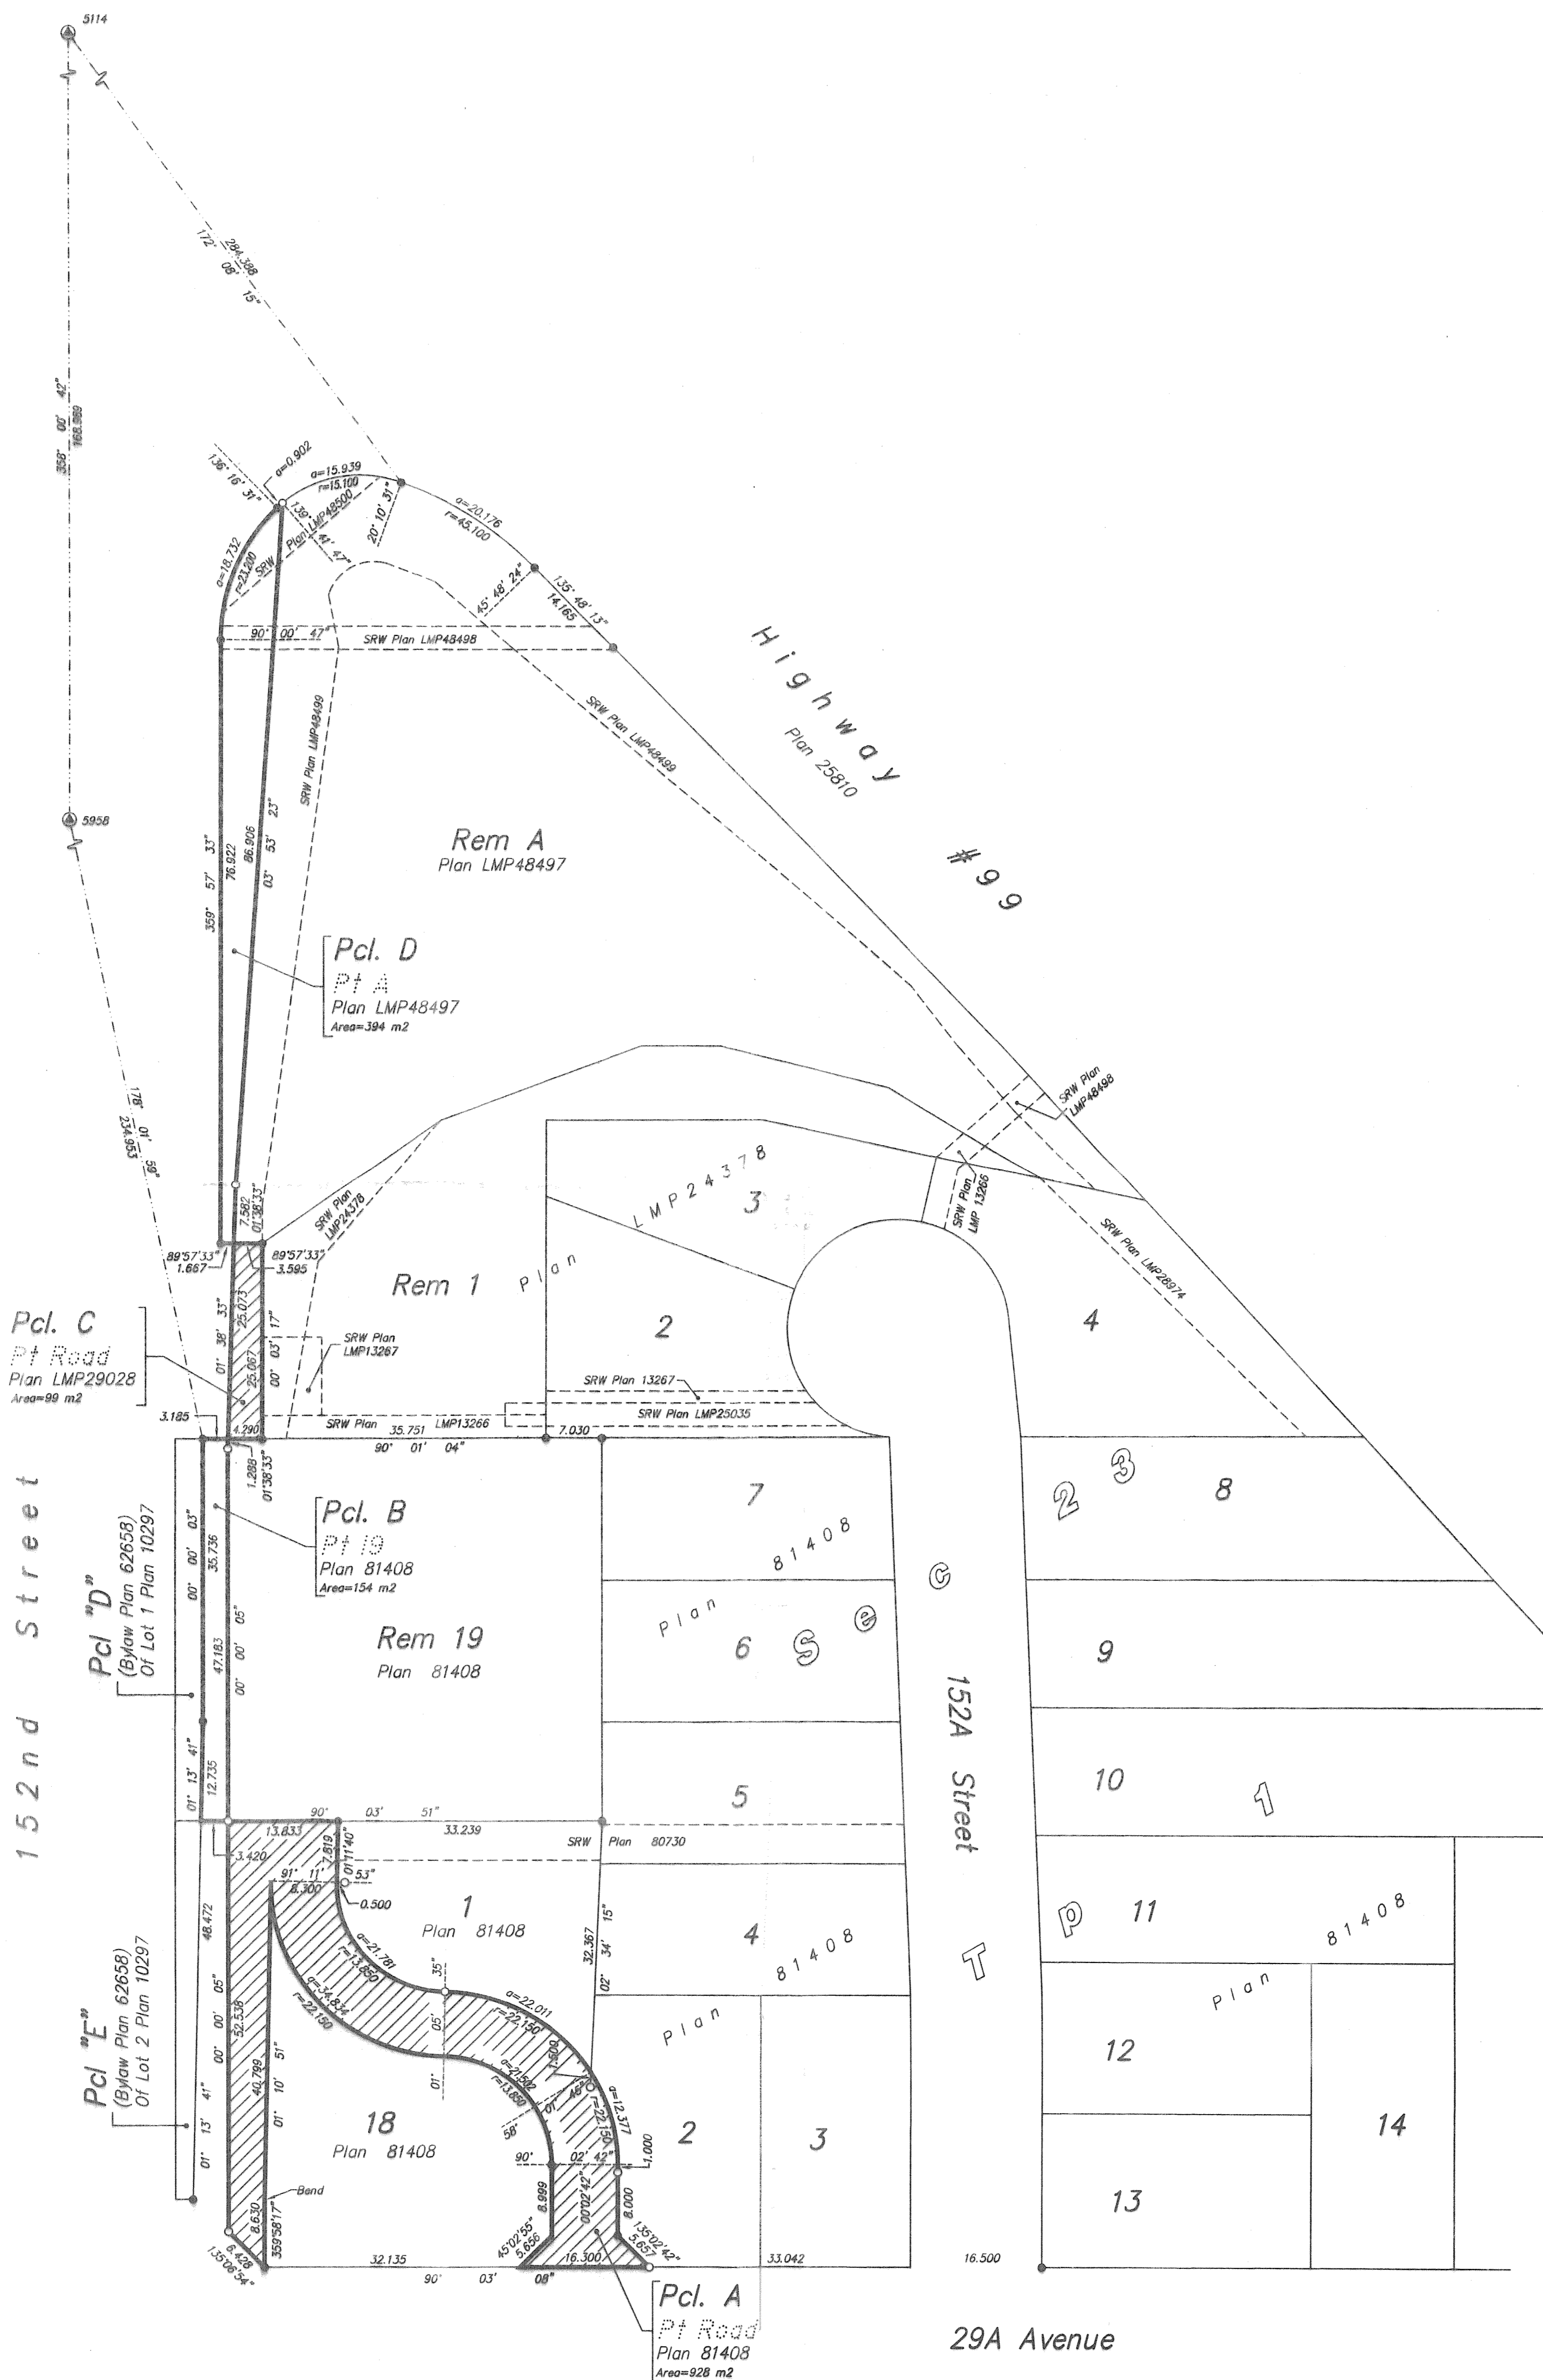 5114
358° 00' 42"
168.989
284.388
172° 08' 15"
5958
178° 01' 59"
234.953
136° 16' 31"
a=0.902
a=15.939
r=15.100
139° 41' 47"
20° 10' 31"
a=20.176
r=45.100
45° 48' 24"
135° 48' 13"
14.165
a=18.732
r=23.200
SRW Plan LMP48500
90° 00' 47"
SRW Plan LMP48498
SRW Plan LMP48499
SRW Plan LMP48499
Highway
Plan 25810
#99
359° 57' 33"
76.922
86.906
03° 53' 23"
Rem A
Plan LMP48497
Pcl. D
Pt A
Plan LMP48497
Area=394 m2
SRW Plan
LMP48498
SRW Plan
LMP 13266
SRW Plan LMP28974
7.582
01°38'33"
89°57'33"
1.667
89°57'33"
3.595
SRW Plan
LMP24378
Plan LMP24378
3
Rem 1
2
4
Pcl. C
Pt Road
Plan LMP29028
Area=99 m2
01° 38' 33"
25.073
25.067
00° 03' 17"
SRW Plan
LMP13267
SRW Plan 13267
SRW Plan LMP25035
SRW Plan LMP13266
3.185
4.290
35.751
7.030
90° 01' 04"
1.288
01°38'33"
152nd Street
Pcl "D"
(Bylaw Plan 62658)
Of Lot 1 Plan 10297
00° 00' 03"
35.736
47.183
00° 00' 05"
Pcl. B
Pt 19
Plan 81408
Area=154 m2
Rem 19
Plan 81408
7
Plan 81408
6
5
Sec 23
8
9
10
152A Street
Tp 1
01° 13' 41"
12.735
90° 03' 51"
13.833
33.239
3.420
SRW Plan 80730
7.819
01°11'40"
91° 11' 53"
8.300
0.500
1
Plan 81408
4
Plan 81408
11
Plan 81408
12
13
14
Pcl "E"
(Bylaw Plan 62658)
Of Lot 2 Plan 10297
48.472
01° 13' 41"
00° 00' 05"
52.538
40.799
01° 10' 51"
a=21.781
r=13.850
a=34.834
r=22.150
01° 05' 35"
a=22.011
r=22.150
a=21.502
r=13.850
1.500
58° 01' 46"
a=12.377
r=22.150
32.367
02° 34' 15"
18
Plan 81408
2
3
90° 02' 42"
1.000
8.999
00°02'42"
8.000
Bend
8.630
359°58'17"
6.428
135°06'54"
45°02'55"
5.656
135°02'42"
5.657
32.135
16.300
33.042
16.500
90° 03' 08"
Pcl. A
Pt Road
Plan 81408
Area=928 m2
29A Avenue